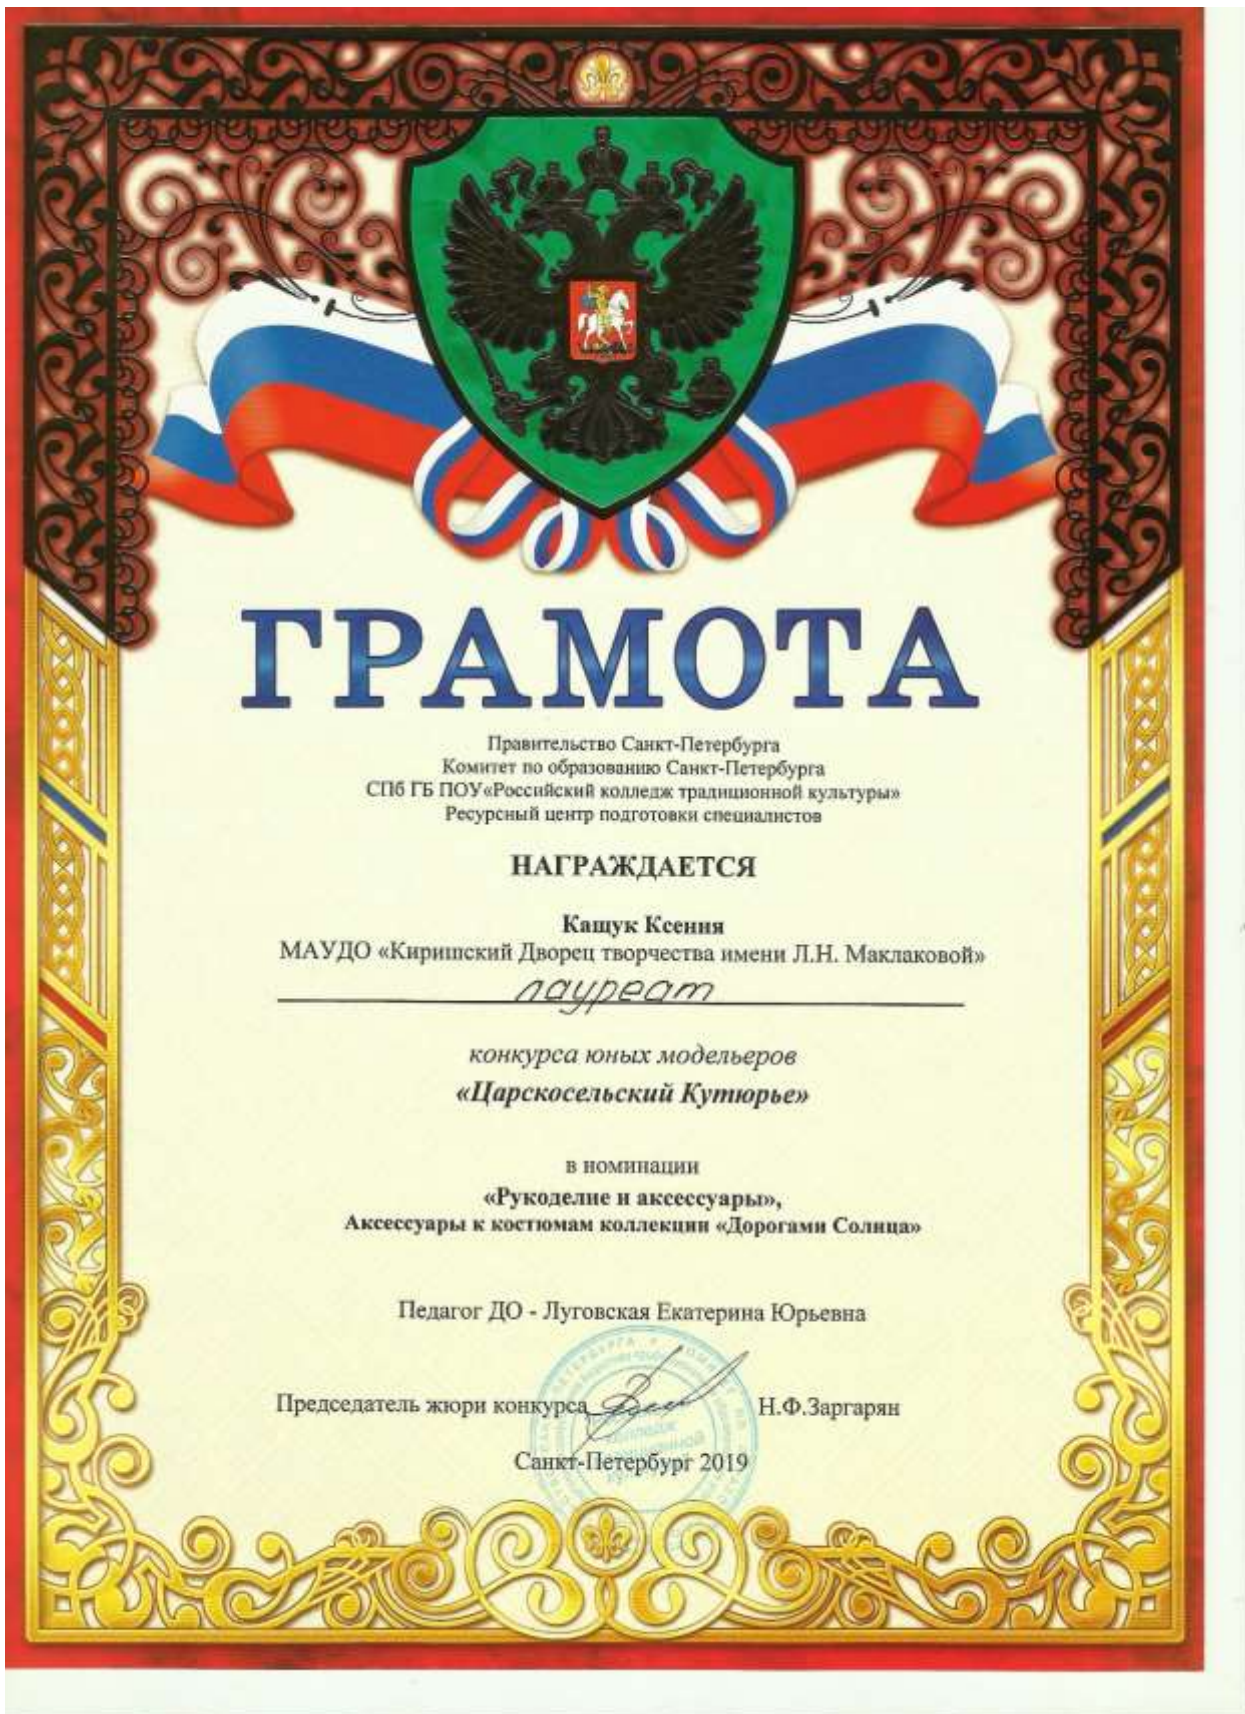 ГРАМОТА
Правительство Санкт-Петербурга
Комитет по образованию Санкт-Петербурга
СПб ГБ ПОУ«Российский колледж традиционной культуры»
Ресурсный центр подготовки специалистов
НАГРАЖДАЕТСЯ
Кащук Ксения
МАУДО «Киришский Дворец творчества имени Л.Н. Маклаковой»
лауреат
конкурса юных модельеров
«Царскосельский Кутюрье»
в номинации
«Рукоделие и аксессуары»,
Аксессуары к костюмам коллекции «Дорогами Солнца»
Педагог ДО - Луговская Екатерина Юрьевна
Председатель жюри конкурса Н.Ф.Заргарян
Санкт-Петербург 2019